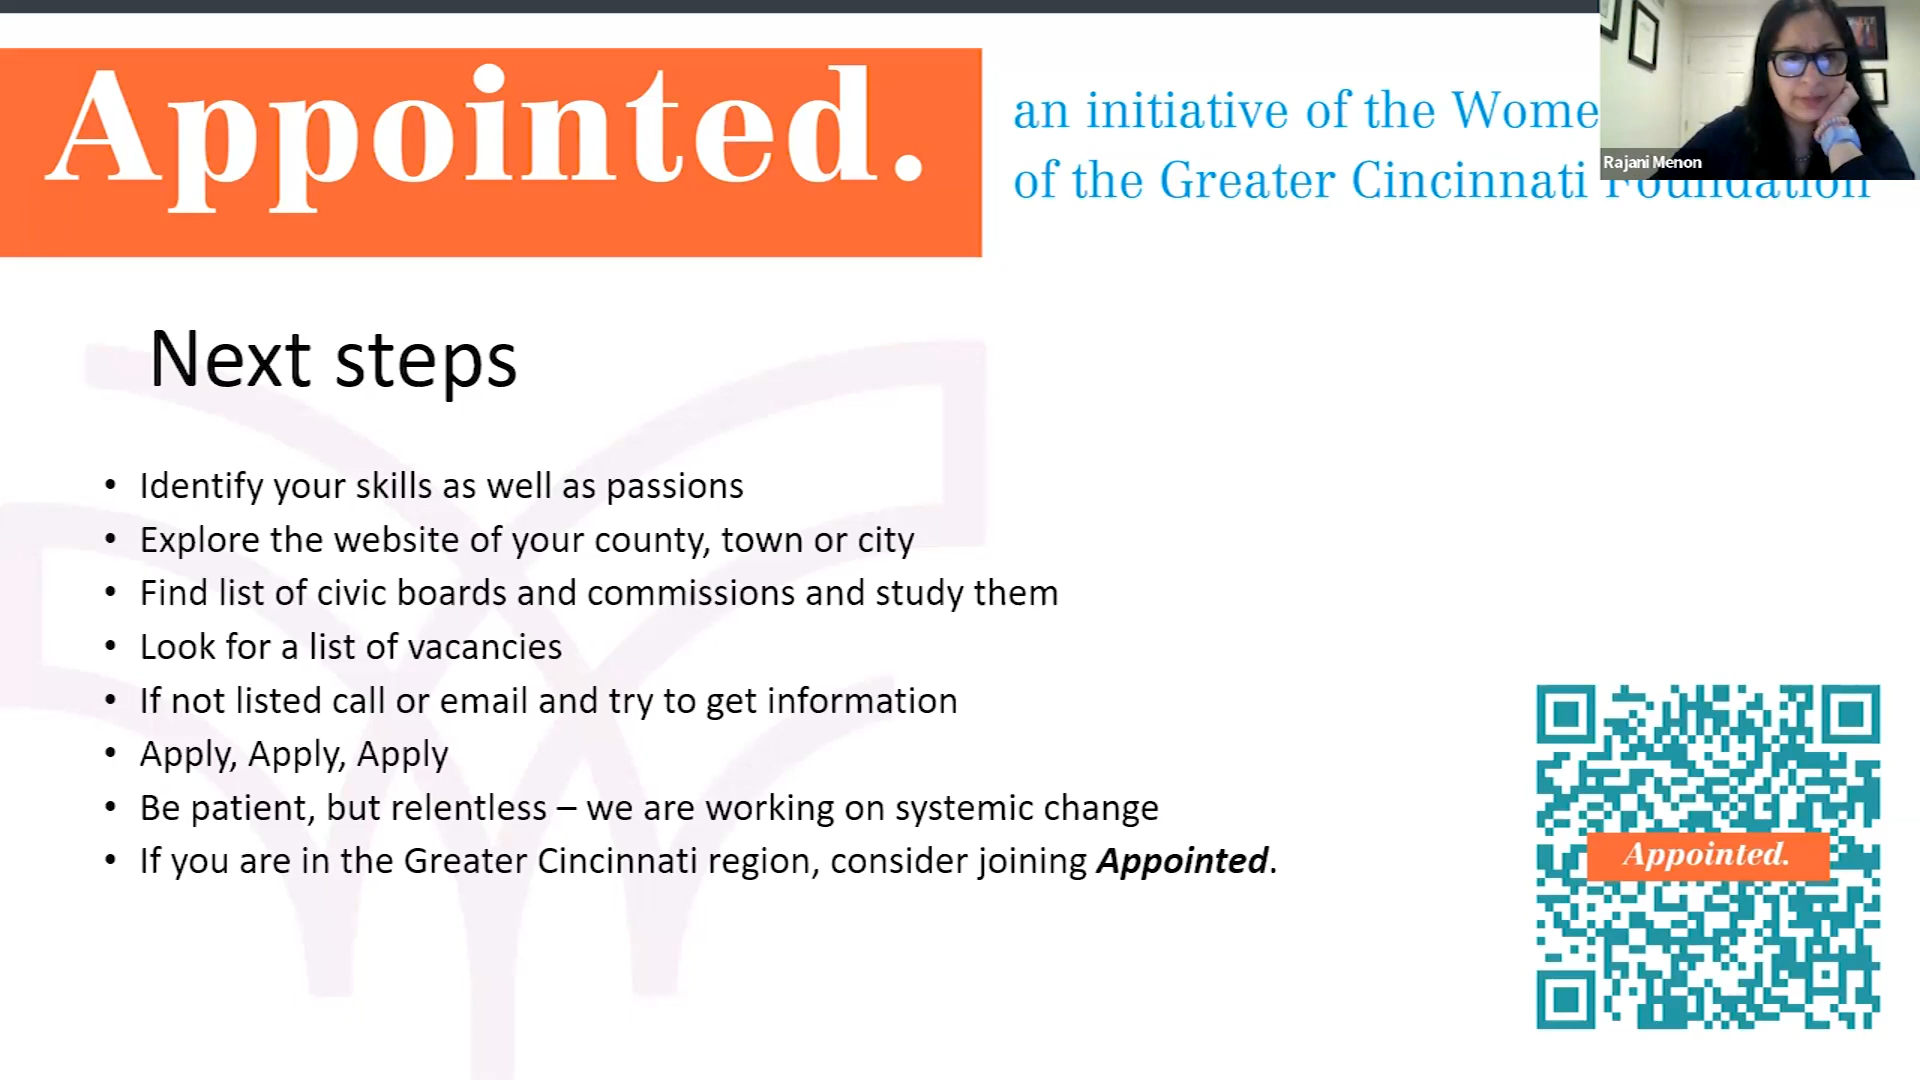 Appointed.
an initiative of the Wome
of the Greater Cincinnati Foundation
Rajani Menon
Next steps
• Identify your skills as well as passions
• Explore the website of your county, town or city
• Find list of civic boards and commissions and study them
• Look for a list of vacancies
• If not listed call or email and try to get information
• Apply, Apply, Apply
• Be patient, but relentless – we are working on systemic change
• If you are in the Greater Cincinnati region, consider joining Appointed.
Appointed.